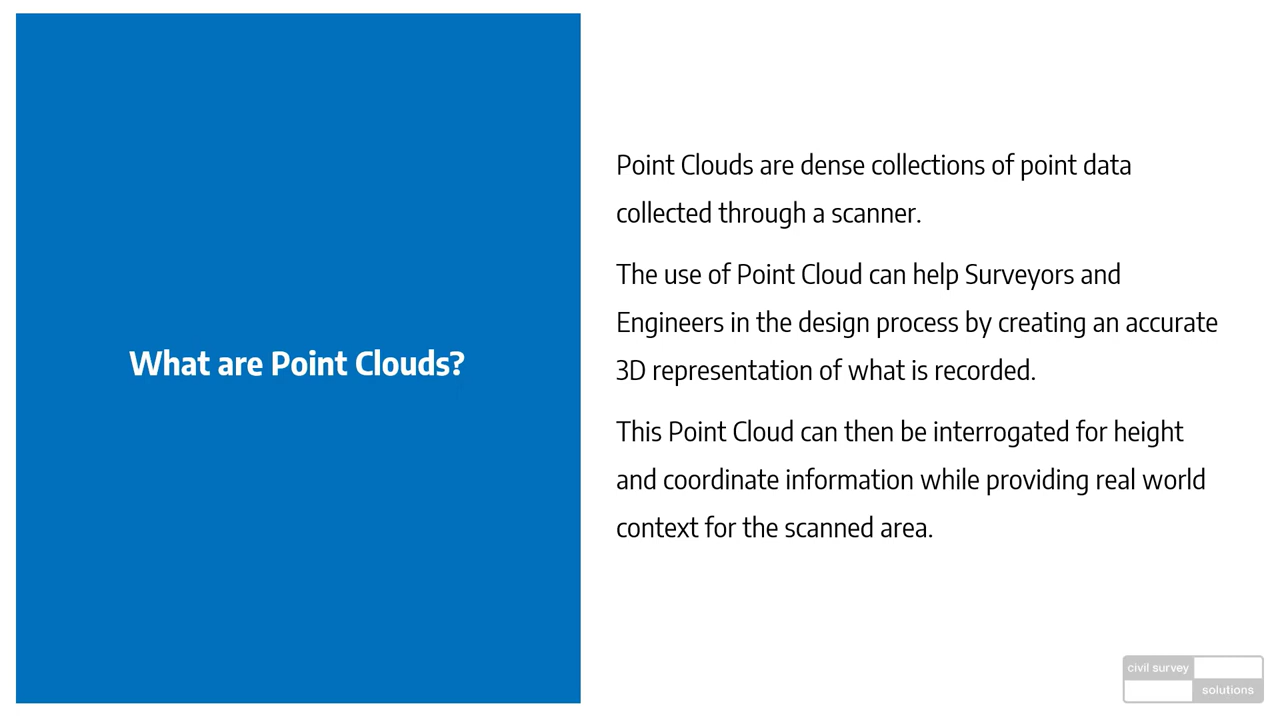 What are Point Clouds?
Point Clouds are dense collections of point data
collected through a scanner.
The use of Point Cloud can help Surveyors and
Engineers in the design process by creating an accurate
3D representation of what is recorded.
This Point Cloud can then be interrogated for height
and coordinate information while providing real world
context for the scanned area.
civil survey
solutions